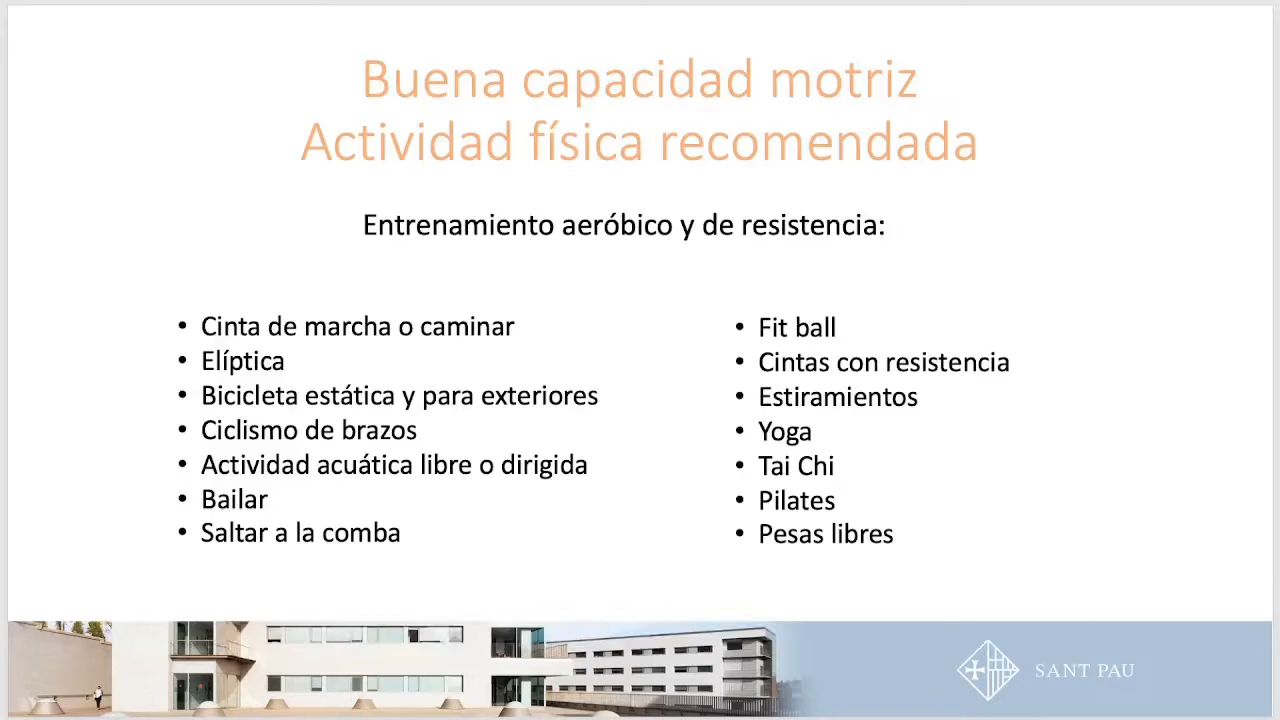 Buena capacidad motriz
Actividad física recomendada
Entrenamiento aeróbico y de resistencia:
• Cinta de marcha o caminar
• Elíptica
• Bicicleta estática y para exteriores
• Ciclismo de brazos
• Actividad acuática libre o dirigida
• Bailar
• Saltar a la comba
• Fit ball
• Cintas con resistencia
• Estiramientos
• Yoga
• Tai Chi
• Pilates
• Pesas libres
SANT PAU